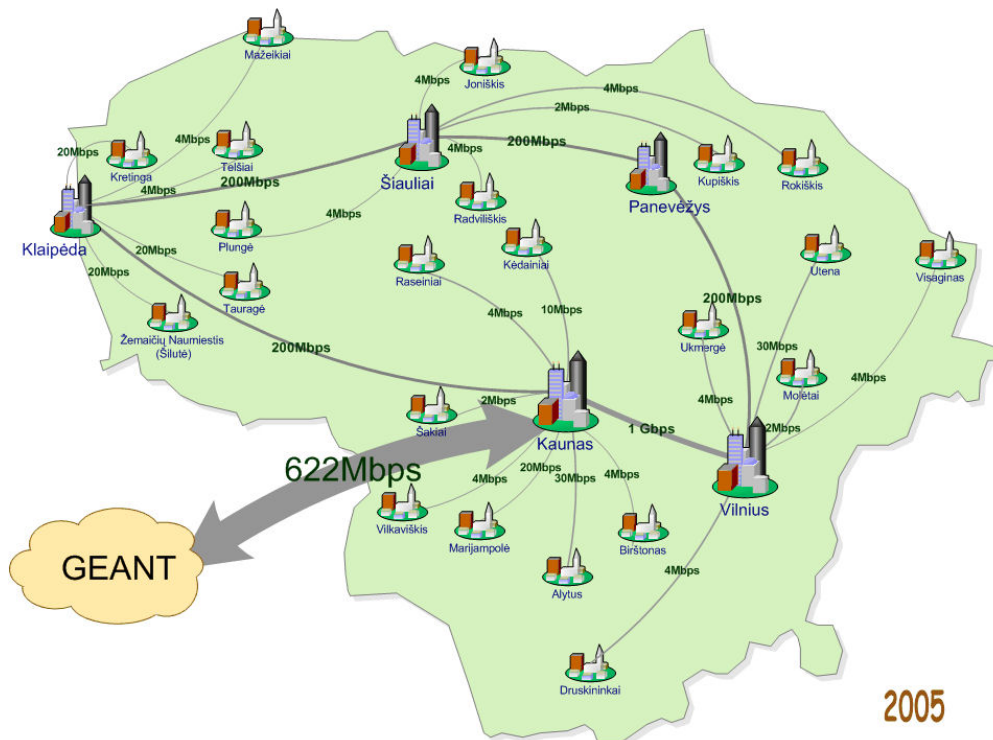 Mažeikiai
Joniškis
4Mbps
4Mbps
2Mbps
20Mbps
4Mbps
200Mbps
4Mbps
Kretinga
Telšiai
Šiauliai
Kupiškis
Rokiškis
4Mbps
200Mbps
Radviliškis
Panevėžys
4Mbps
Klaipėda
Plungė
Kėdainiai
Utena
Visaginas
20Mbps
20Mbps
Raseiniai
200Mbps
Tauragė
4Mbps
10Mbps
Žemaičių Naumiestis
(Šilutė)
Ukmergė
30Mbps
200Mbps
4Mbps
Molėtai
4Mbps
2Mbps
Šakiai
Kaunas
1 Gbps
2Mbps
622Mbps
4Mbps
20Mbps
30Mbps
4Mbps
Vilnius
Vilkaviškis
Marijampolė
Birštonas
GEANT
Alytus
4Mbps
Druskininkai
2005